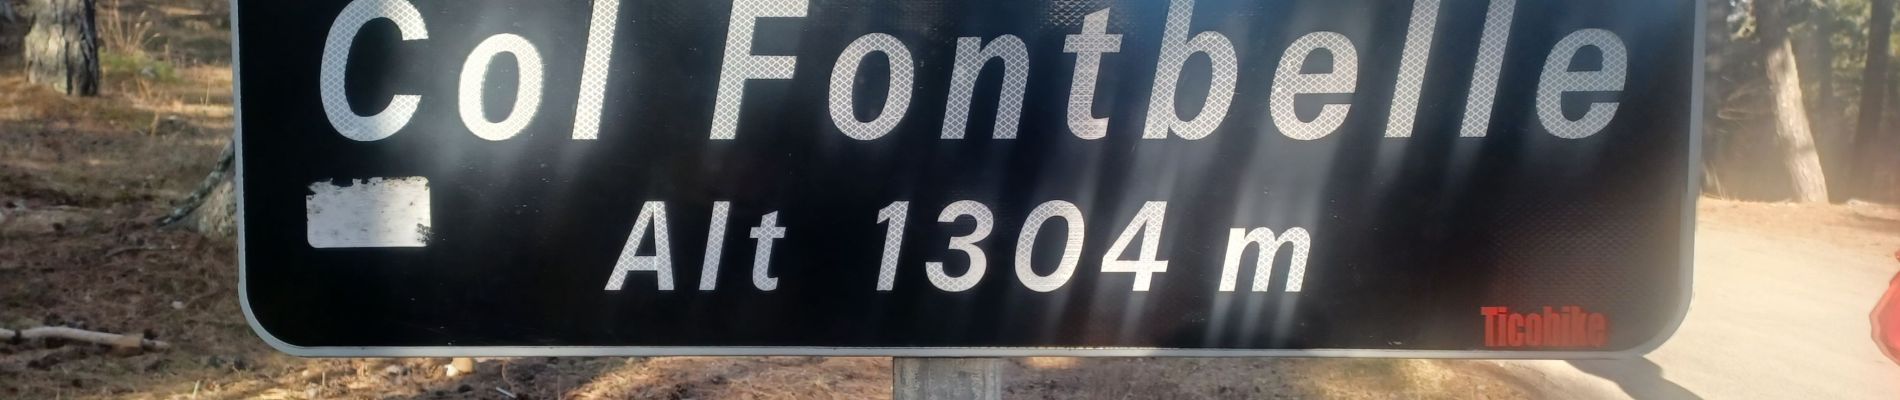 Col Fontbelle
Alt 1304 m
Ticobike